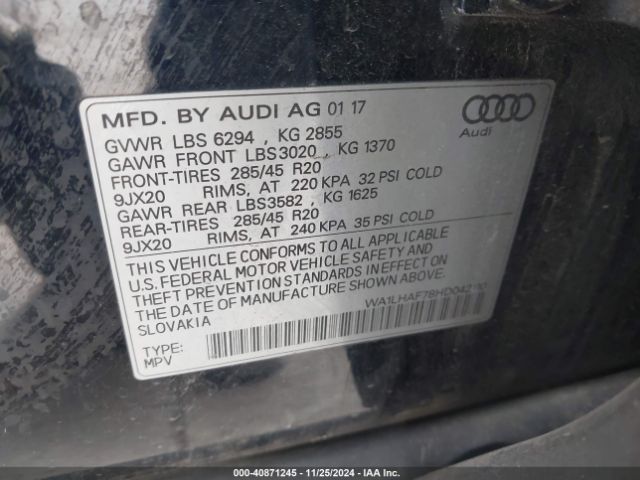 MFD. BY AUDI AG 01 17
Audi
GVWR LBS 6294 , KG 2855
GAWR FRONT LBS3020 , KG 1370
FRONT-TIRES 285/45 R20
9JX20 RIMS, AT 220 KPA 32 PSI COLD
GAWR REAR LBS3582 , KG 1625
REAR-TIRES 285/45 R20
9JX20 RIMS, AT 240 KPA 35 PSI COLD
THIS VEHICLE CONFORMS TO ALL APPLICABLE
U.S. FEDERAL MOTOR VEHICLE SAFETY AND
THEFT PREVENTION STANDARDS IN EFFECT ON
THE DATE OF MANUFACTURE SHOWN ABOVE.
SLOVAKIA
TYPE:
MPV
000-40871245 - 11/25/2024 - IAA Inc.